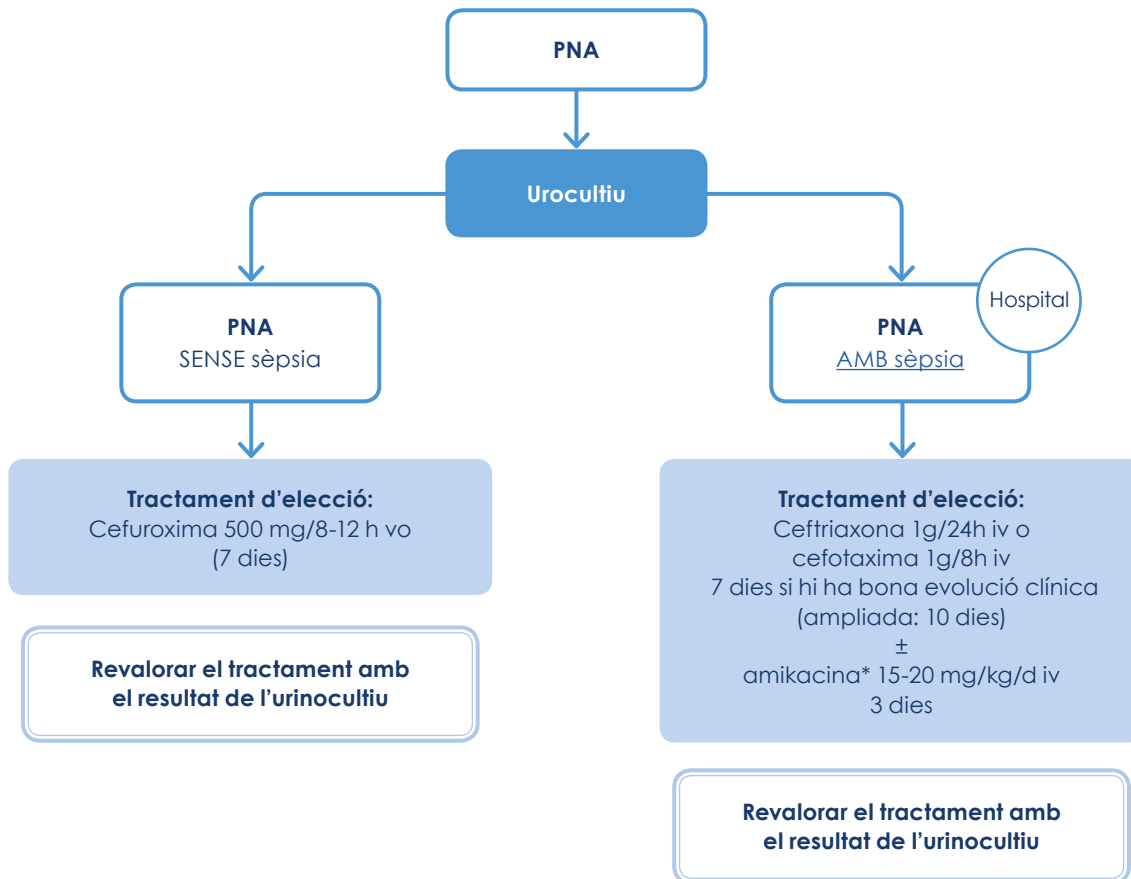 PNA
Urocultiu
PNA
SENSE sèpsia
Hospital
PNA
AMB sèpsia
Tractament d’elecció:
Cefuroxima 500 mg/8-12 h vo
(7 dies)
Revalorar el tractament amb
el resultat de l’urinocultiu
Tractament d’elecció:
Ceftriaxona 1g/24h iv o
cefotaxima 1g/8h iv
7 dies si hi ha bona evolució clínica
(ampliada: 10 dies)
±
amikacina* 15-20 mg/kg/d iv
3 dies
Revalorar el tractament amb
el resultat de l’urinocultiu